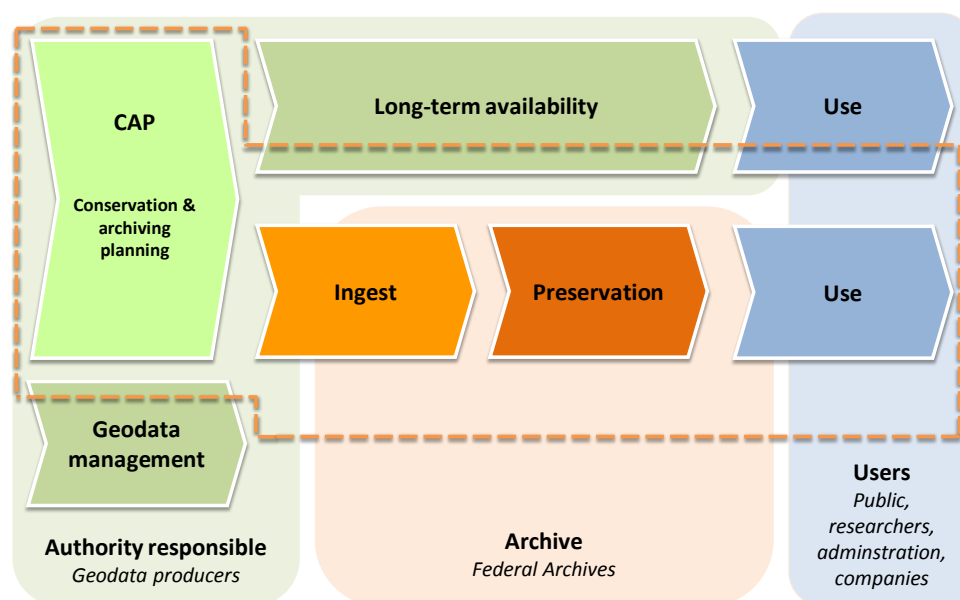 CAP
Conservation &
archiving
planning
Long-term availability
Use
Ingest
Preservation
Use
Geodata
management
Authority responsible
Geodata producers
Archive
Federal Archives
Users
Public,
researchers,
adminstration,
companies